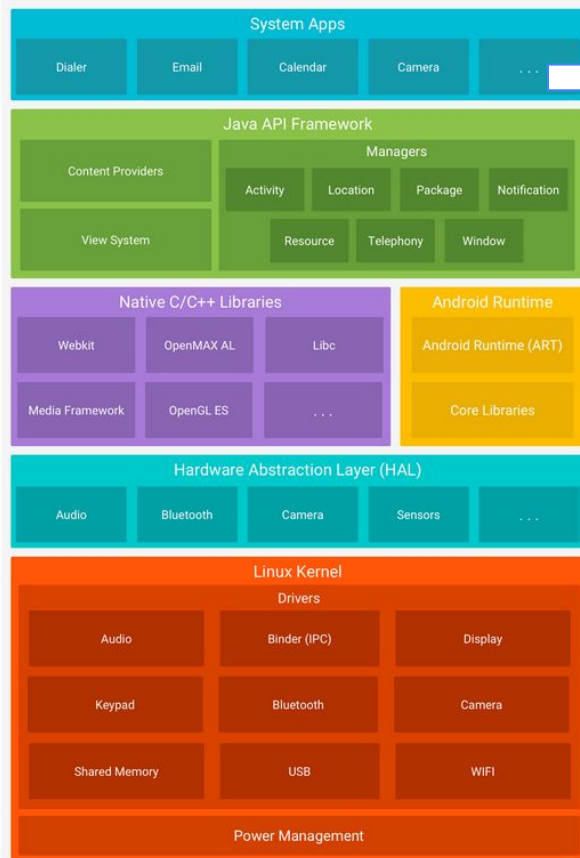 System Apps
Dialer Email Calendar Camera . . .
Java API Framework
Content Providers
View System
Managers
Activity Location Package Notification
Resource Telephony Window
Native C/C++ Libraries
Webkit OpenMAX AL Libc
Media Framework OpenGL ES . . .
Android Runtime
Android Runtime (ART)
Core Libraries
Hardware Abstraction Layer (HAL)
Audio Bluetooth Camera Sensors . . .
Linux Kernel
Drivers
Audio Binder (IPC) Display
Keypad Bluetooth Camera
Shared Memory USB WIFI
Power Management